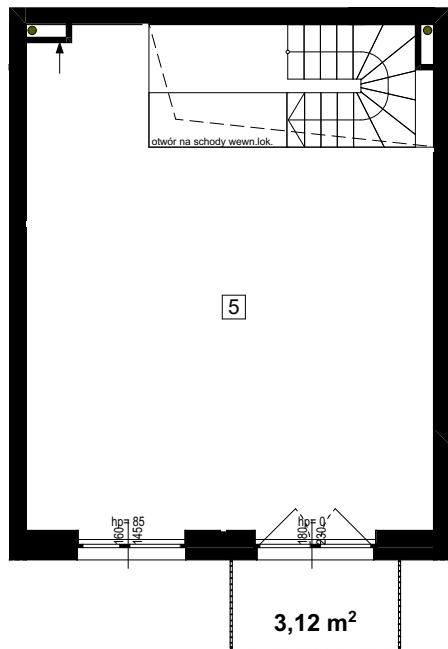 otwór na schody wewn.lok.
5
hp= 85
160
145
hp= 0
180
230
3,12 m²